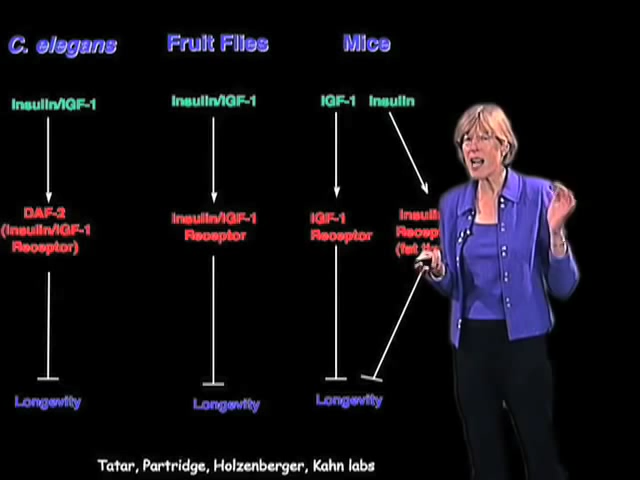 C. elegans
Fruit Flies
Mice
Insulin/IGF-1
Insulin/IGF-1
IGF-1 Insulin
DAF-2
(Insulin/IGF-1
Receptor)
Insulin/IGF-1
Receptor
IGF-1
Receptor
Longevity
Longevity
Longevity
Tatar, Partridge, Holzenberger, Kahn labs